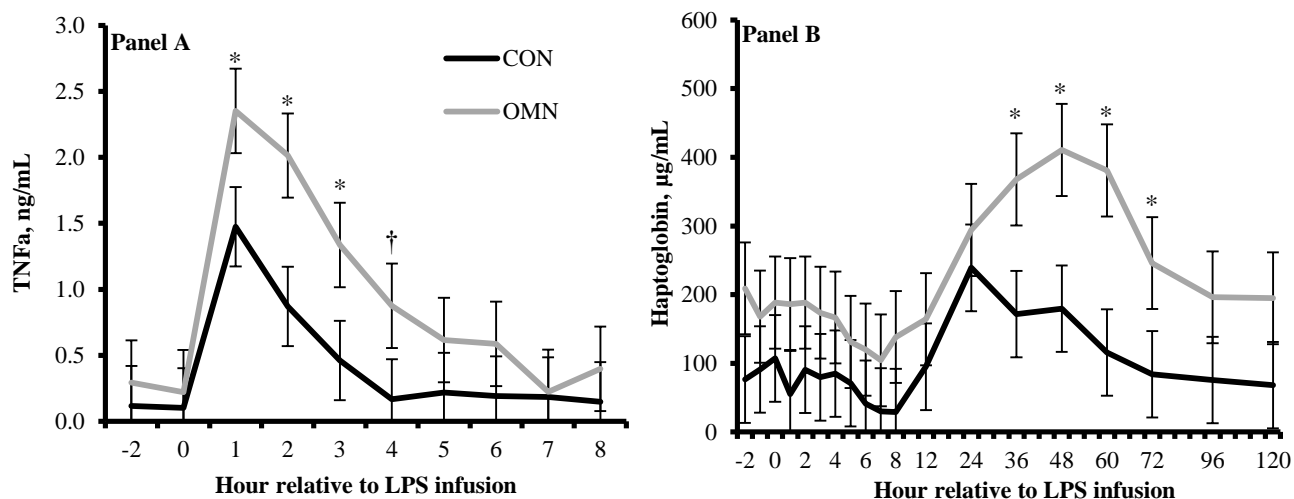 Panel A
TNFa, ng/mL
3.0
2.5
2.0
1.5
1.0
0.5
0.0
* * * †
CON
OMN
-2 0 1 2 3 4 5 6 7 8
Hour relative to LPS infusion
Panel B
Haptoglobin, µg/mL
600
500
400
300
200
100
0
* * * *
-2 0 2 4 6 8 12 24 36 48 60 72 96 120
Hour relative to LPS infusion